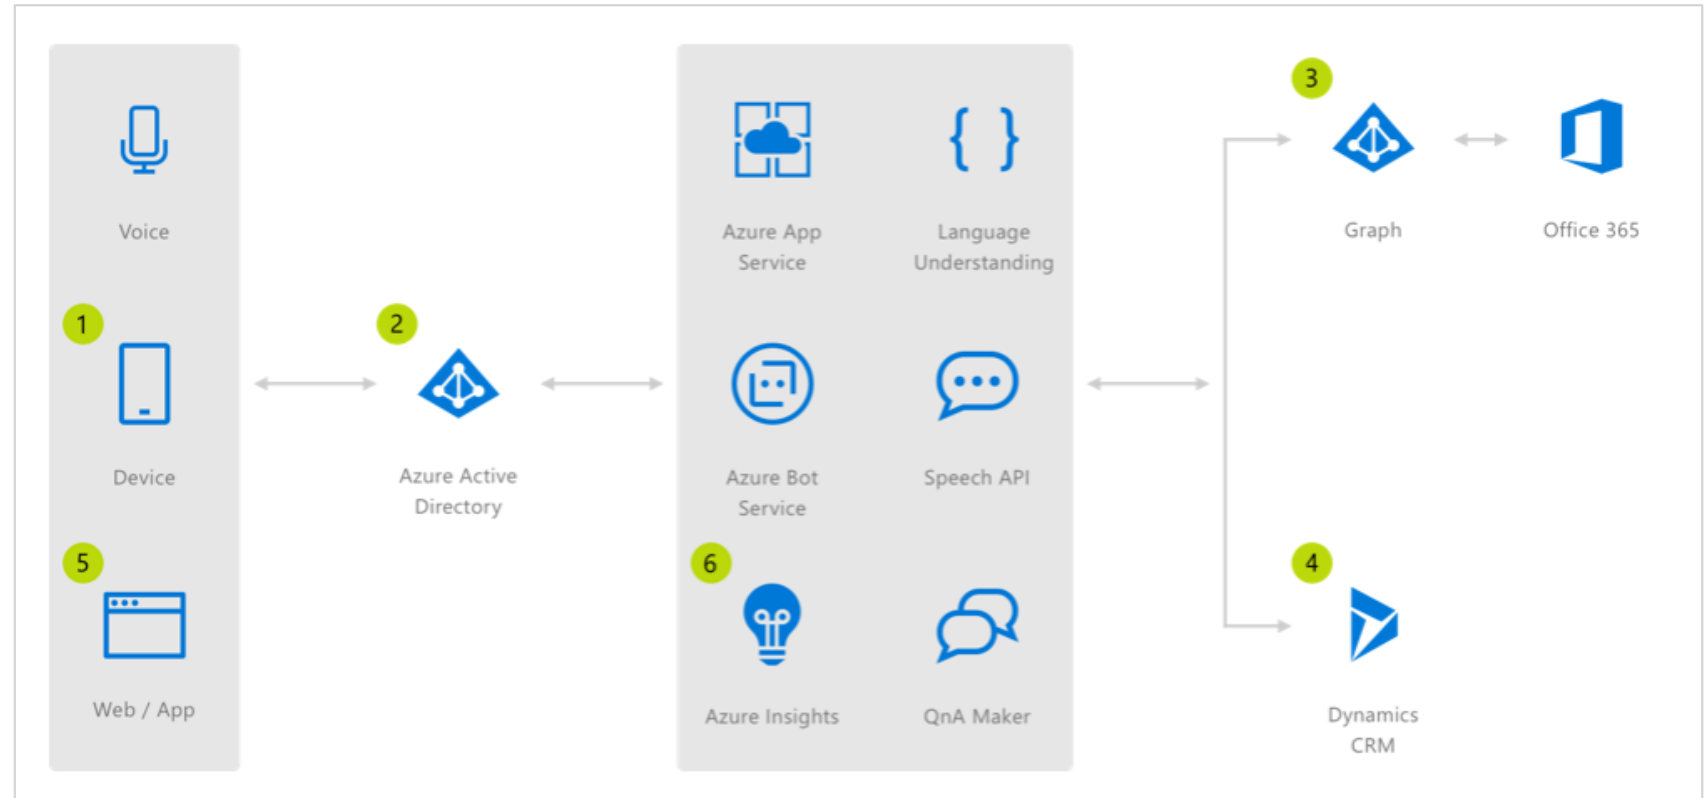 Voice
1
Device
5
Web / App
2
Azure Active
Directory
Azure App
Service
Language
Understanding
Azure Bot
Service
Speech API
6
Azure Insights
QnA Maker
3
Graph
Office 365
4
Dynamics
CRM